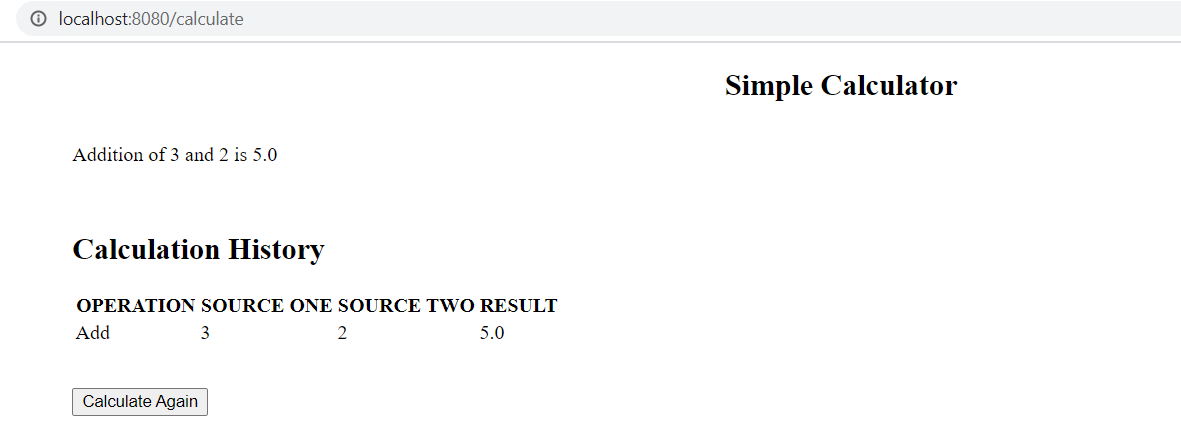 localhost:8080/calculate
Simple Calculator
Addition of 3 and 2 is 5.0
Calculation History
OPERATION SOURCE ONE SOURCE TWO RESULT
Add 3 2 5.0
Calculate Again